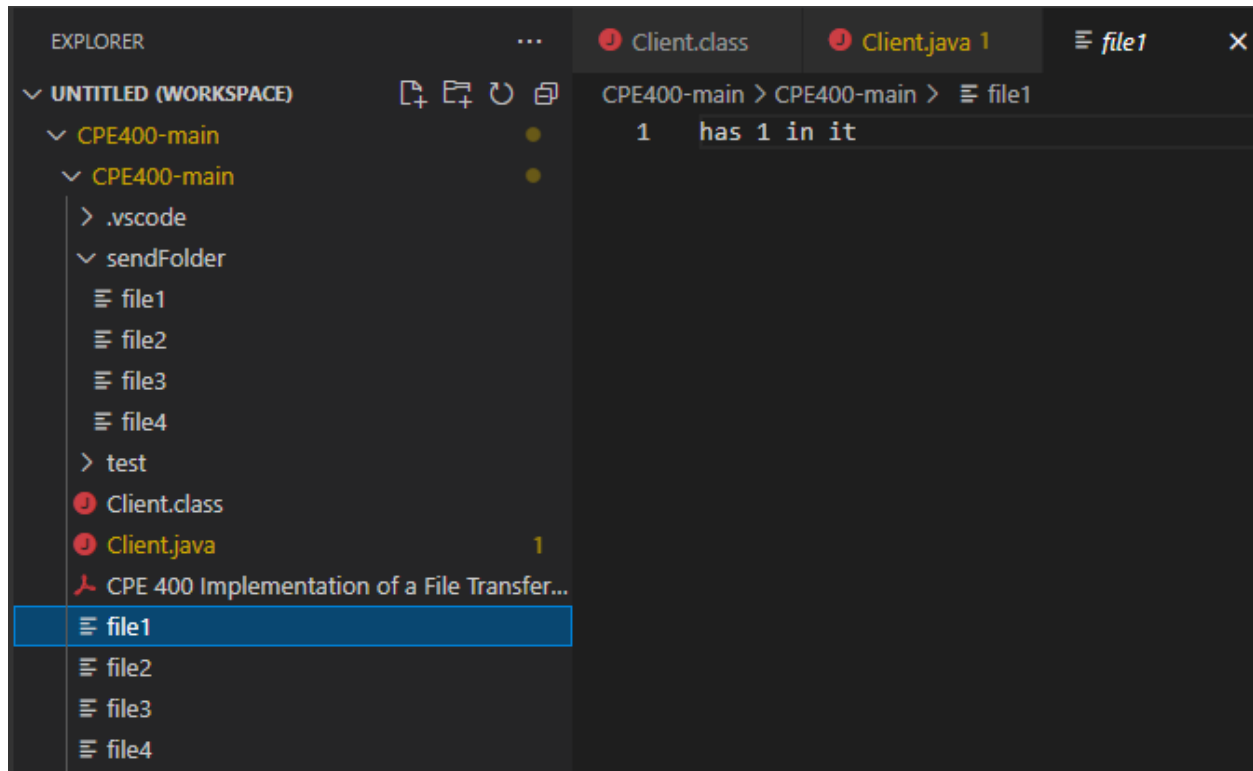 EXPLORER ...
UNTITLED (WORKSPACE)
CPE400-main
CPE400-main
.vscode
sendFolder
file1
file2
file3
file4
test
Client.class
Client.java 1
CPE 400 Implementation of a File Transfer...
file1
file2
file3
file4
Client.class Client.java 1 file1
CPE400-main > CPE400-main > file1
1 has 1 in it